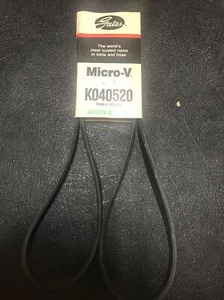 Gates
The world's
most trusted name
in belts and hose.
Micro-V
K040520